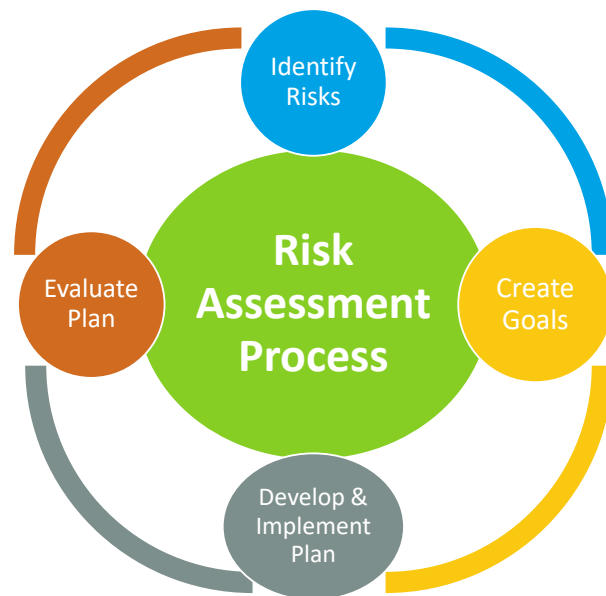 Identify
Risks
Risk
Assessment
Process
Evaluate
Plan
Create
Goals
Develop &
Implement
Plan